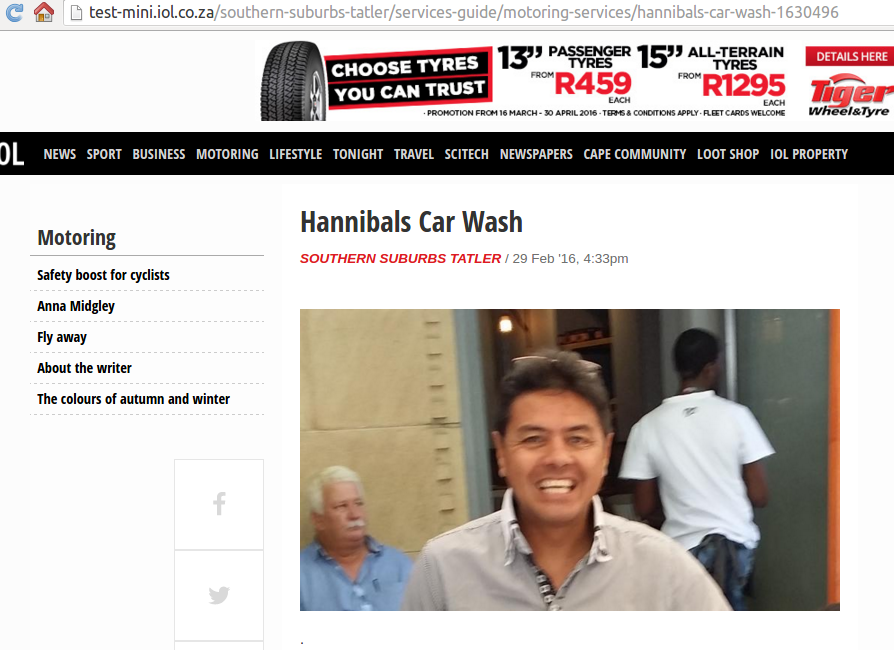 test-mini.iol.co.za/southern-suburbs-tatler/services-guide/motoring-services/hannibals-car-wash-1630496
CHOOSE TYRES
YOU CAN TRUST
13” PASSENGER TYRES FROM R459 EACH
15” ALL-TERRAIN TYRES FROM R1295 EACH
· PROMOTION FROM 16 MARCH - 30 APRIL 2016 · TERMS & CONDITIONS APPLY · FLEET CARDS WELCOME
DETAILS HERE
Tiger
Wheel&Tyre
OL NEWS SPORT BUSINESS MOTORING LIFESTYLE TONIGHT TRAVEL SCITECH NEWSPAPERS CAPE COMMUNITY LOOT SHOP IOL PROPERTY
Motoring
Safety boost for cyclists
Anna Midgley
Fly away
About the writer
The colours of autumn and winter
Hannibals Car Wash
SOUTHERN SUBURBS TATLER / 29 Feb '16, 4:33pm
.